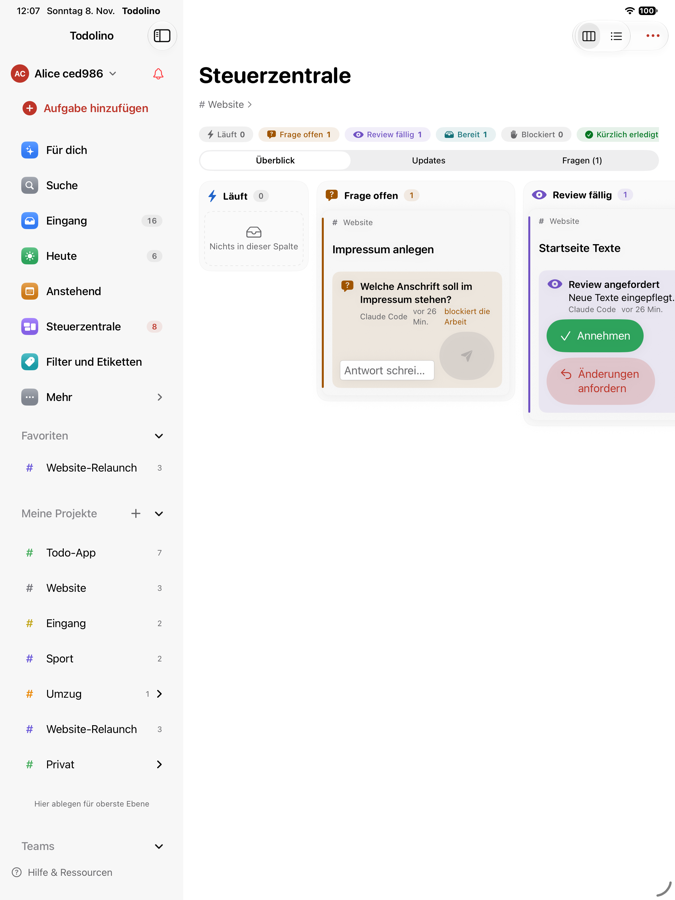 12:07 Sonntag 8. Nov. Todolino
100
Todolino
AC Alice ced986
Aufgabe hinzufügen
Für dich
Suche
Eingang 16
Heute 6
Anstehend
Steuerzentrale 8
Filter und Etiketten
Mehr
Favoriten
# Website-Relaunch 3
Meine Projekte
# Todo-App 7
# Website 3
# Eingang 2
# Sport 2
# Umzug 1
# Website-Relaunch 3
# Privat
Hier ablegen für oberste Ebene
Teams
? Hilfe & Ressourcen
Steuerzentrale
# Website
Läuft 0
? Frage offen 1
Review fällig 1
Bereit 1
Blockiert 0
Kürzlich erledigt
Überblick
Updates
Fragen (1)
Läuft 0
Nichts in dieser Spalte
? Frage offen 1
# Website
Impressum anlegen
? Welche Anschrift soll im
Impressum stehen?
Claude Code vor 26 Min. blockiert die Arbeit
Antwort schrei...
Review fällig 1
# Website
Startseite Texte
Review angefordert
Neue Texte eingepflegt.
Claude Code vor 26 Min.
Annehmen
Änderungen
anfordern